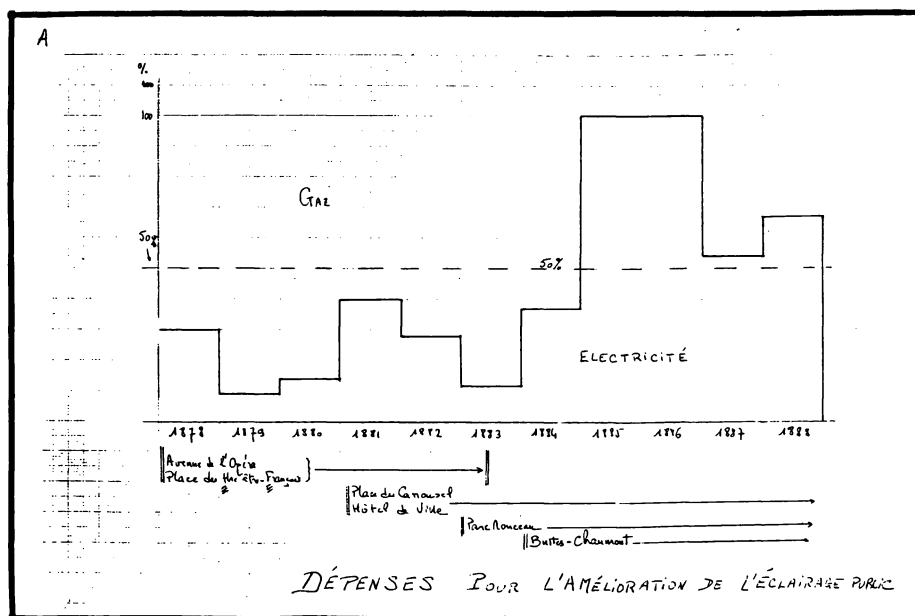 A
%
100
GAZ
50%
50%
ELECTRICITÉ
1878 1879 1880 1881 1882 1883 1884 1885 1886 1887 1888
Avenue de l'Opéra
Place du Théâtre-Français
Place du Carrousel
Hôtel de Ville
Parc Monceau
Buttes-Chaumont
DÉPENSES POUR L'AMÉLIORATION DE L'ÉCLAIRAGE PUBLIC